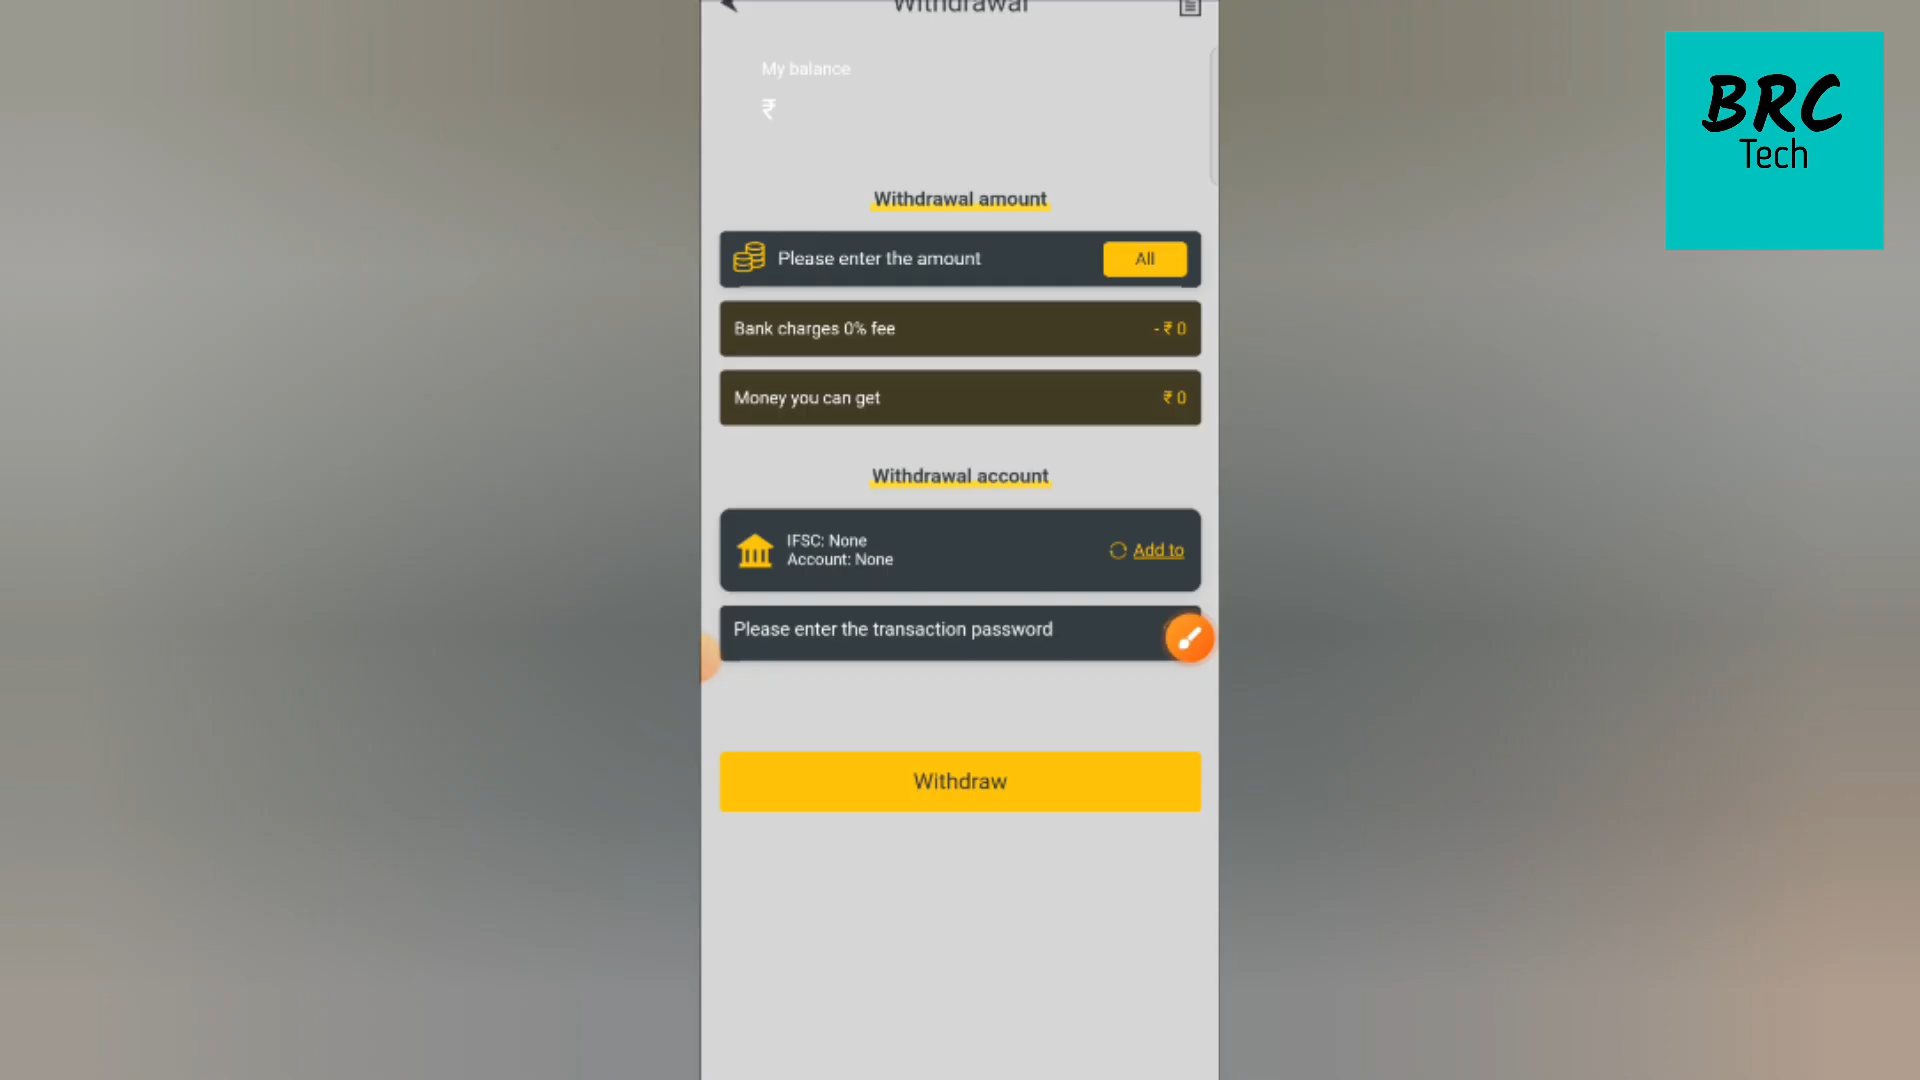 Withdrawal
BRC
Tech
My balance
₹
Withdrawal amount
Please enter the amount
All
Bank charges 0% fee
- ₹ 0
Money you can get
₹ 0
Withdrawal account
IFSC: None
Account: None
Add to
Please enter the transaction password
Withdraw